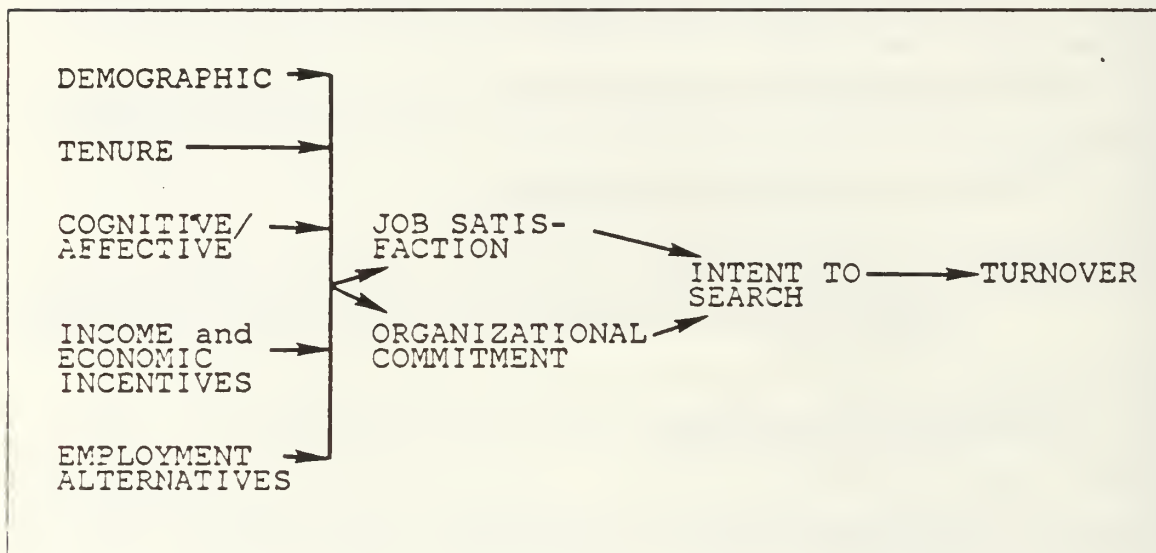 DEMOGRAPHIC
TENURE
COGNITIVE/
AFFECTIVE
INCOME and
ECONOMIC
INCENTIVES
EMPLOYMENT
ALTERNATIVES
JOB SATIS-
FACTION
ORGANIZATIONAL
COMMITMENT
INTENT TO
SEARCH
TURNOVER